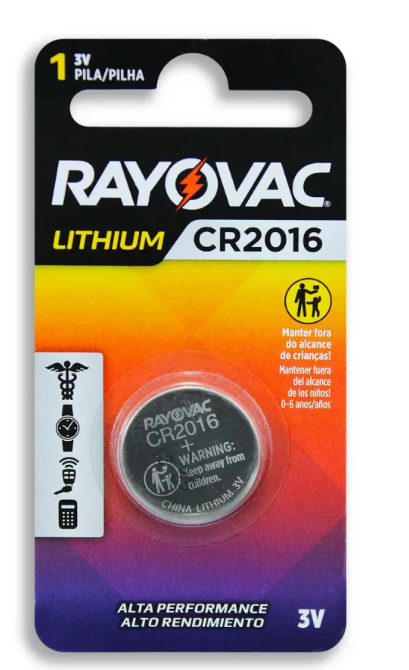 1 3V
PILA/PILHA
RAYOVAC®
LITHIUM CR2016
Manter fora
do alcance
de crianças!
Mantener fuera
del alcance
de los niños!
0-6 anos/años
RAYOVAC
CR2016
+
WARNING:
Keep away from
children.
CHINA LITHIUM 3V
ALTA PERFORMANCE
ALTO RENDIMIENTO
3V